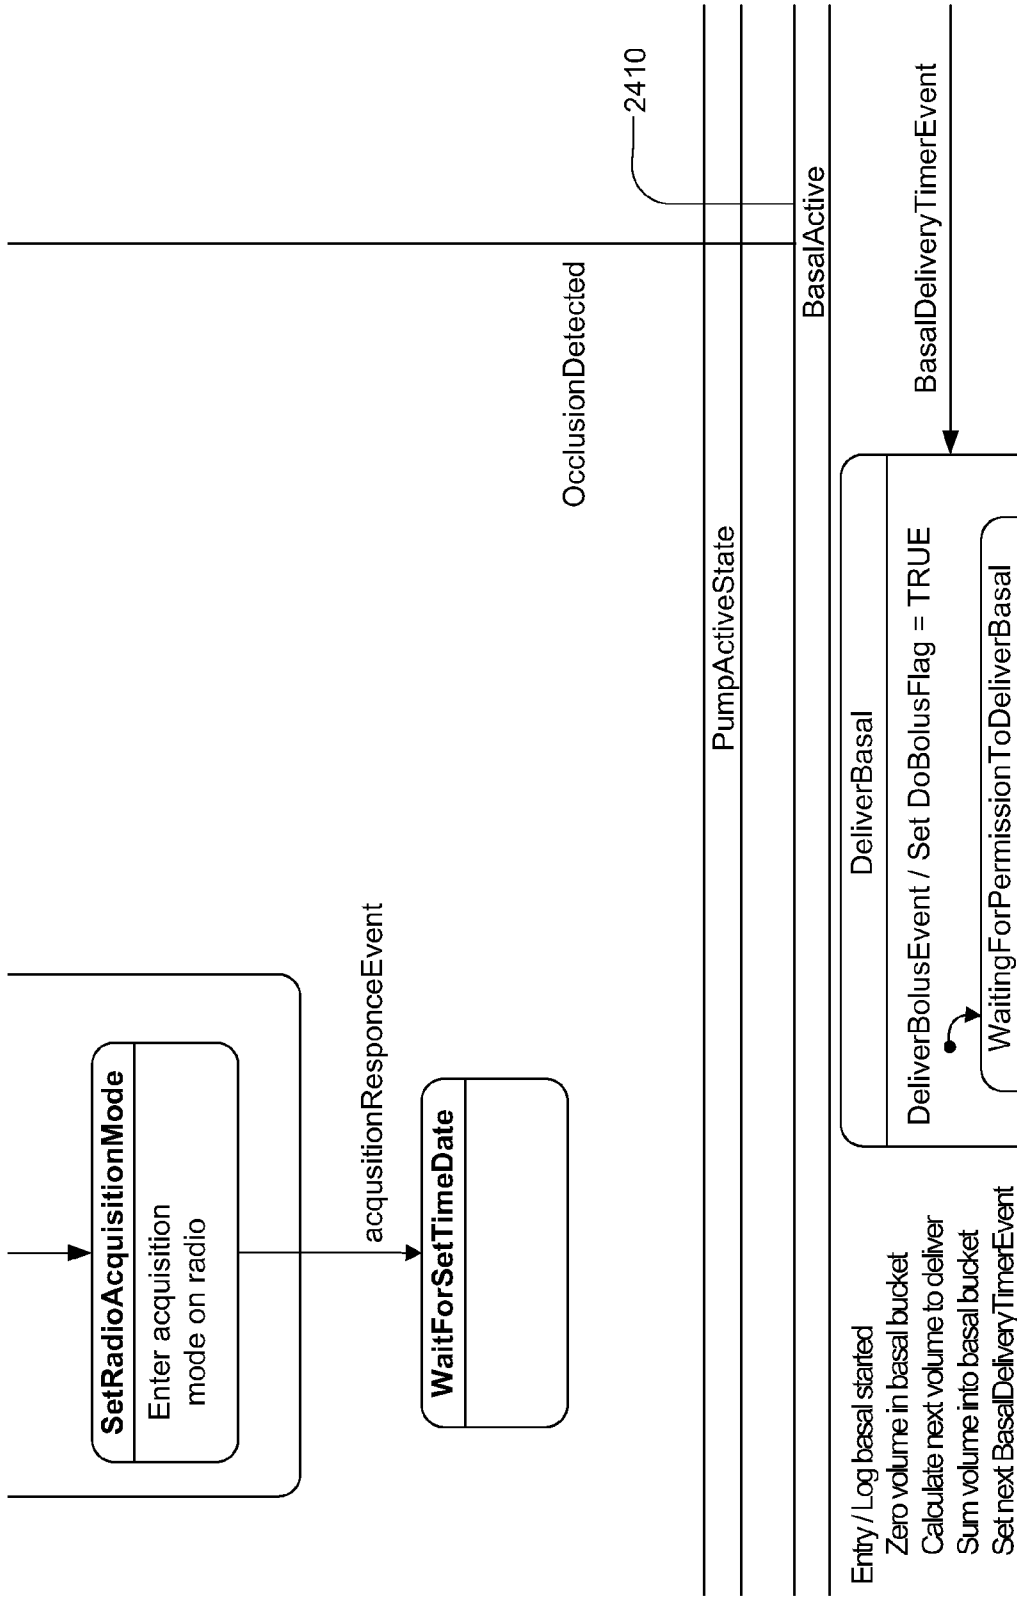 SetRadioAcquisitionMode
Enter acquisition
mode on radio
acqusitionResponceEvent
WaitForSetTimeDate
OcclusionDetected
2410
PumpActiveState
BasalActive
Entry / Log basal started
Zero volume in basal bucket
Calculate next volume to deliver
Sum volume into basal bucket
Set next BasalDeliveryTimerEvent
DeliverBasal
DeliverBolusEvent / Set DoBolusFlag = TRUE
WaitingForPermissionToDeliverBasal
BasalDeliveryTimerEvent